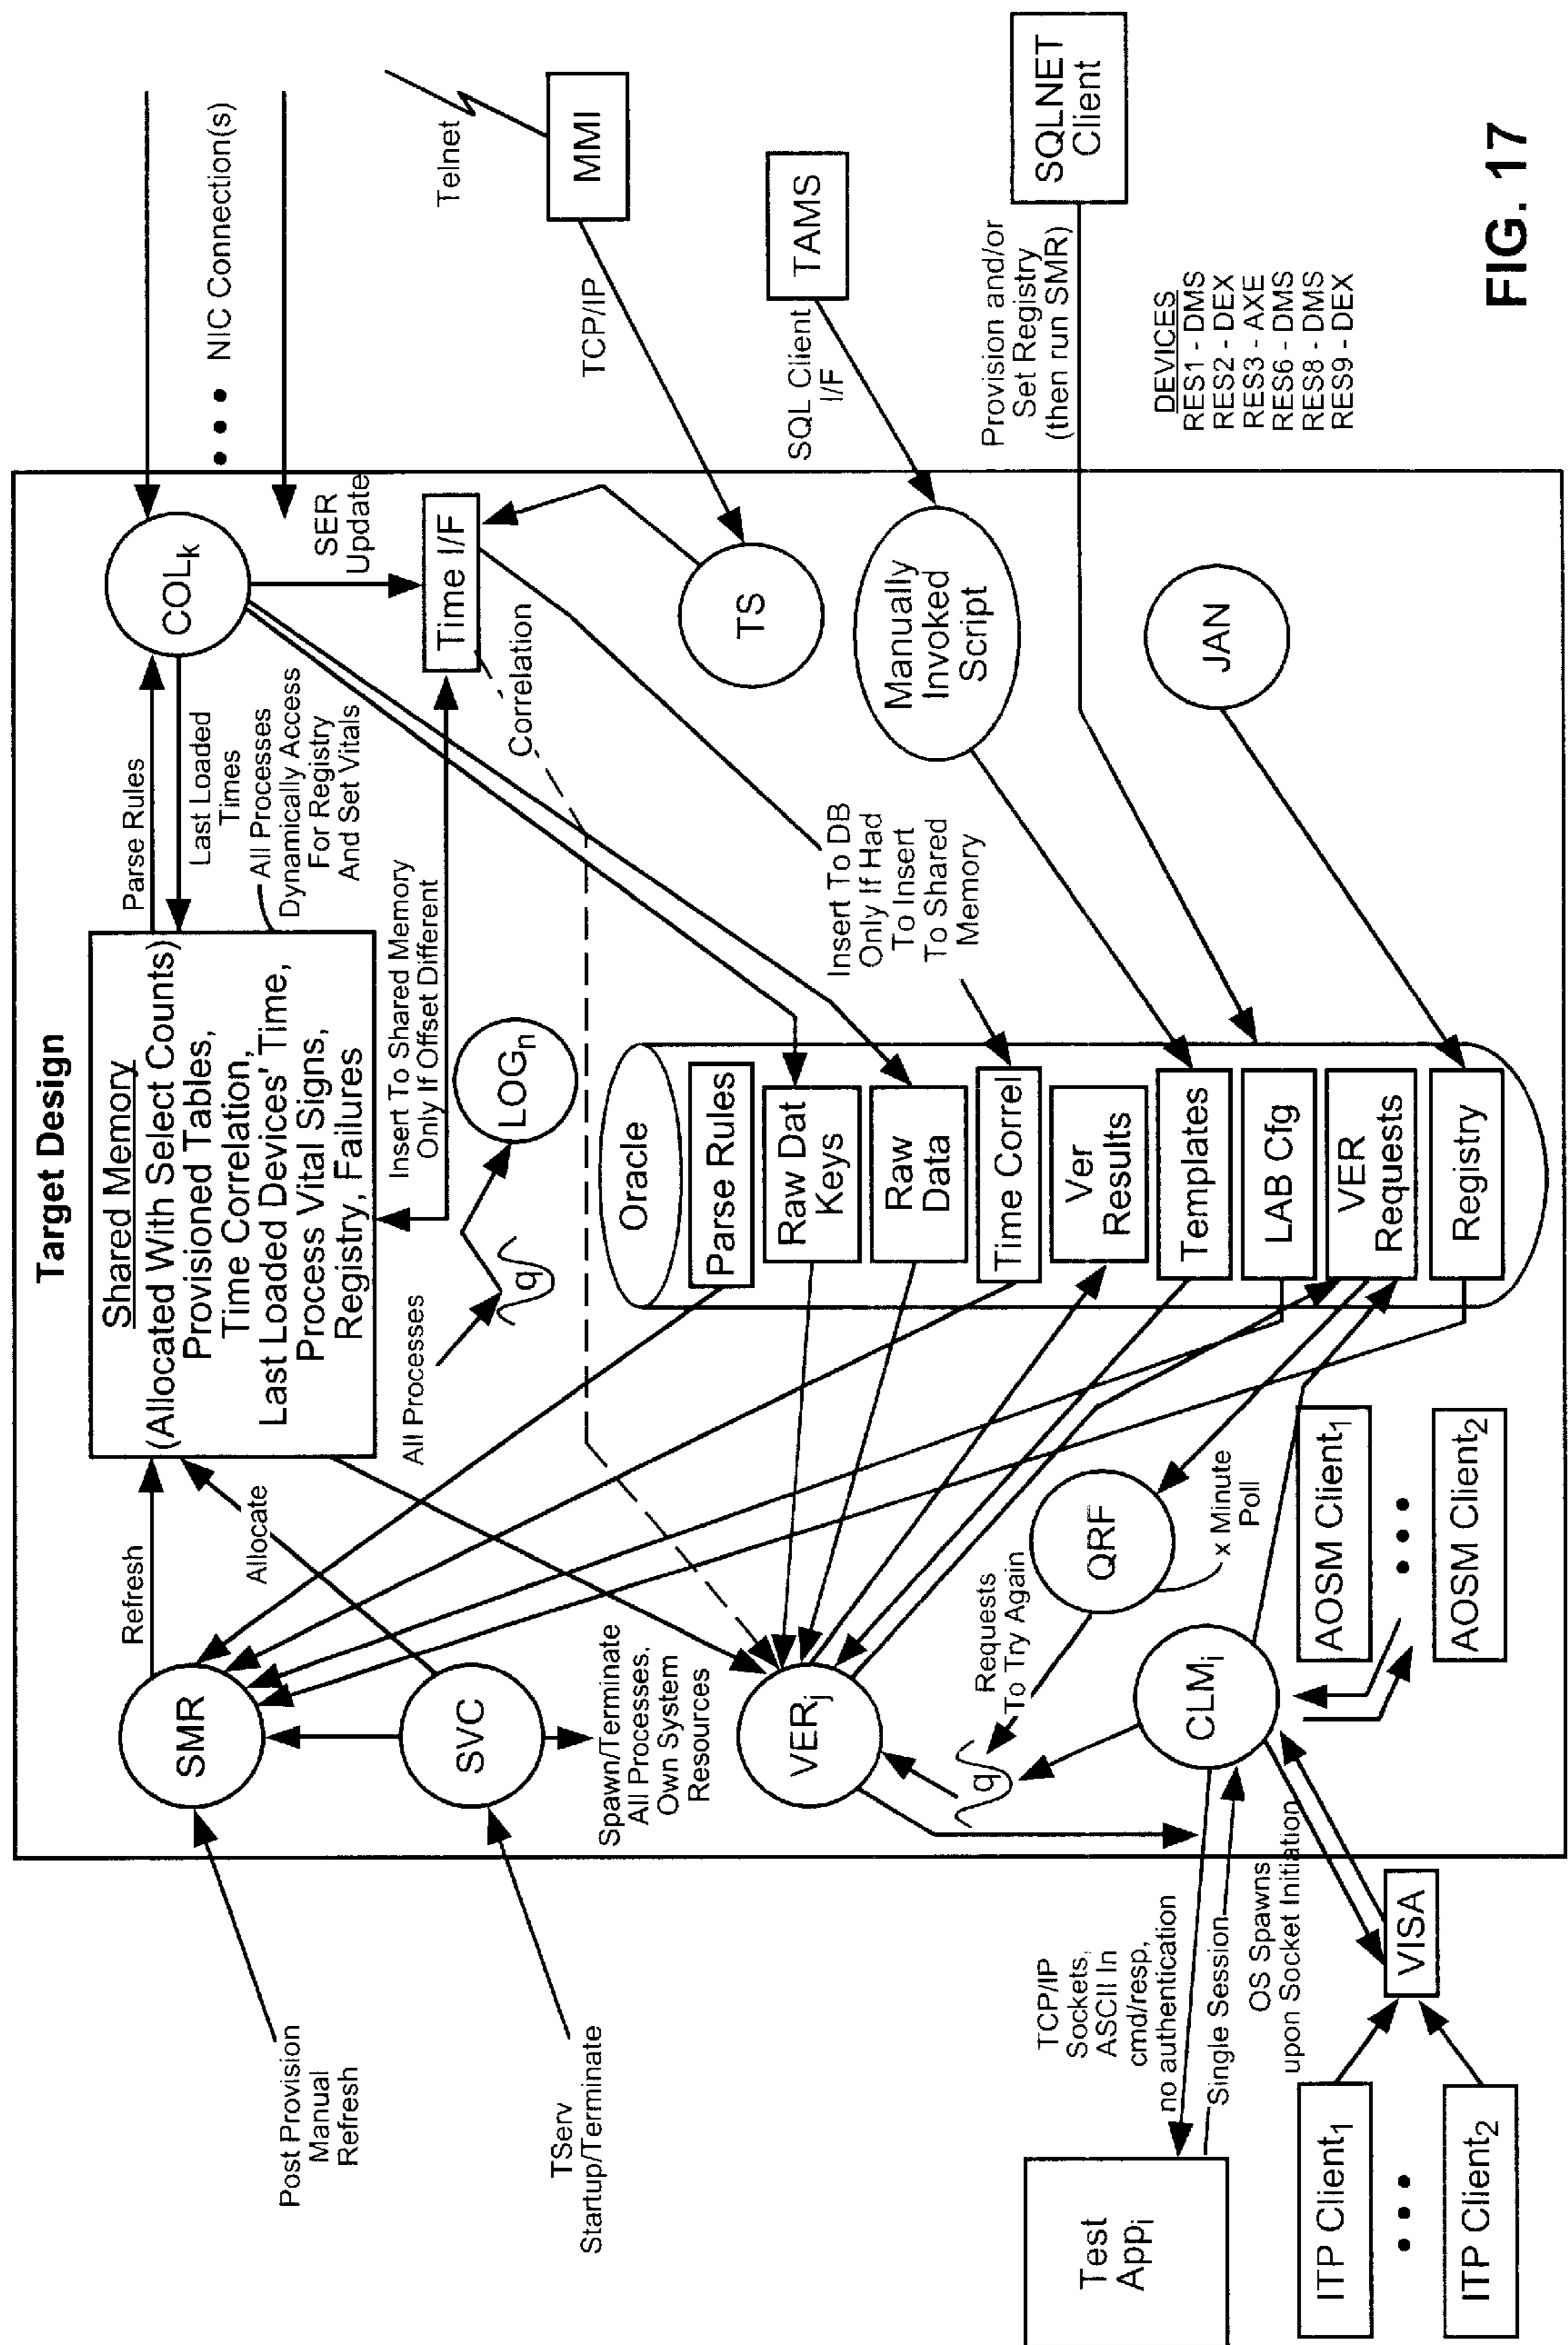 Target Design
Shared Memory
(Allocated With Select Counts)
Provisioned Tables,
Time Correlation,
Last Loaded Devices' Time,
Process Vital Signs,
Registry, Failures
Post Provision
Manual
Refresh
TServ
Startup/Terminate
SMR
SVC
Refresh
Allocate
Spawn/Terminate
All Processes.
Own System
Resources
Parse Rules
Last Loaded
Times
All Processes
Dynamically Access
For Registry
And Set Vitals
COLk
NIC Connection(s)
SER
Update
Time I/F
Insert To Shared Memory
Only If Offset Different
All Processes
q
LOGn
Correlation
Telnet
MMI
TCP/IP
TS
TAMS
SQL Client
I/F
Manually
Invoked
Script
SQLNET
Client
Provision and/or
Set Registry
(then run SMR)
JAN
Insert To DB
Only If Had
To Insert
To Shared
Memory
Oracle
Parse Rules
Raw Dat
Keys
Raw
Data
Time Correl
Ver
Results
Templates
LAB Cfg
VER
Requests
Registry
VERj
q
Requests
To Try Again
QRF
x Minute
Poll
CLMi
AOSM Client1
AOSM Client2
TCP/IP
Sockets,
ASCII In
cmd/resp,
no authentication
Single Session
OS Spawns
upon Socket Initiation
Test
Appi
VISA
ITP Client1
ITP Client2
DEVICES
RES1 - DMS
RES2 - DEX
RES3 - AXE
RES6 - DMS
RES8 - DMS
RES9 - DEX
FIG. 17